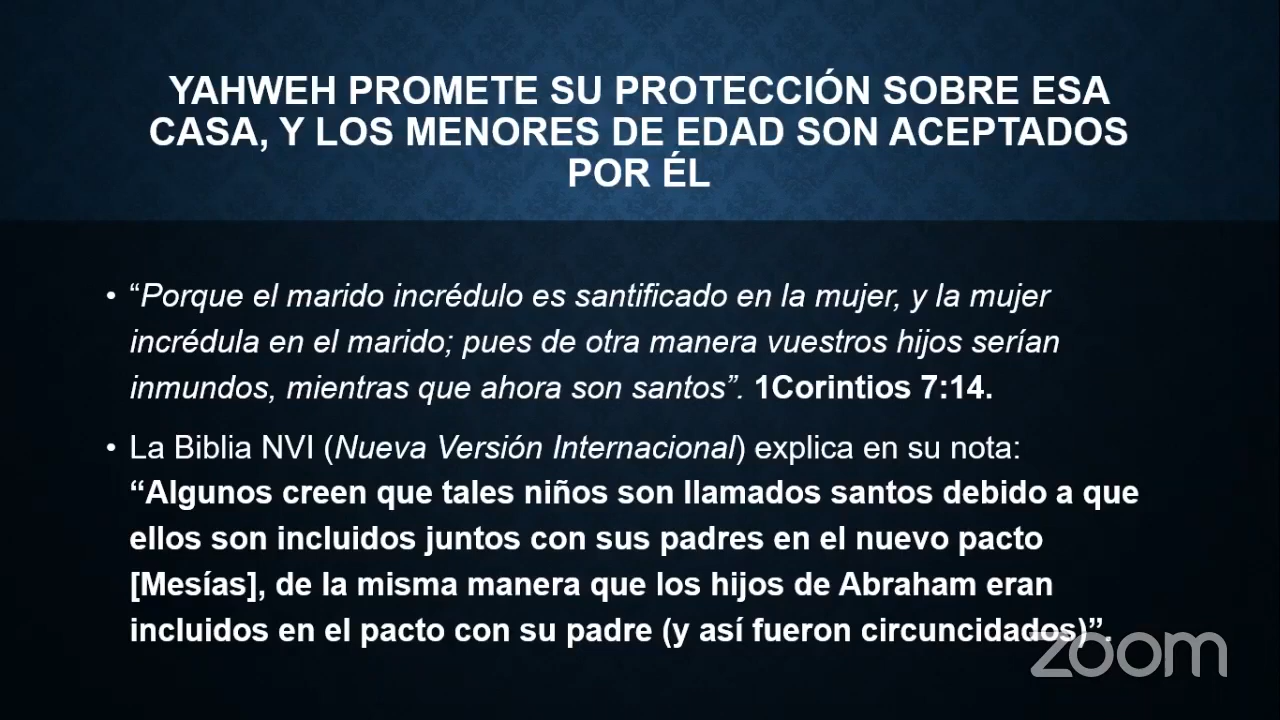 YAHWEH PROMETE SU PROTECCIÓN SOBRE ESA
CASA, Y LOS MENORES DE EDAD SON ACEPTADOS
POR ÉL
• “Porque el marido incrédulo es santificado en la mujer, y la mujer
incrédula en el marido; pues de otra manera vuestros hijos serían
inmundos, mientras que ahora son santos”. 1Corintios 7:14.
• La Biblia NVI (Nueva Versión Internacional) explica en su nota:
“Algunos creen que tales niños son llamados santos debido a que
ellos son incluidos juntos con sus padres en el nuevo pacto
[Mesías], de la misma manera que los hijos de Abraham eran
incluidos en el pacto con su padre (y así fueron circuncidados)”.
zoom